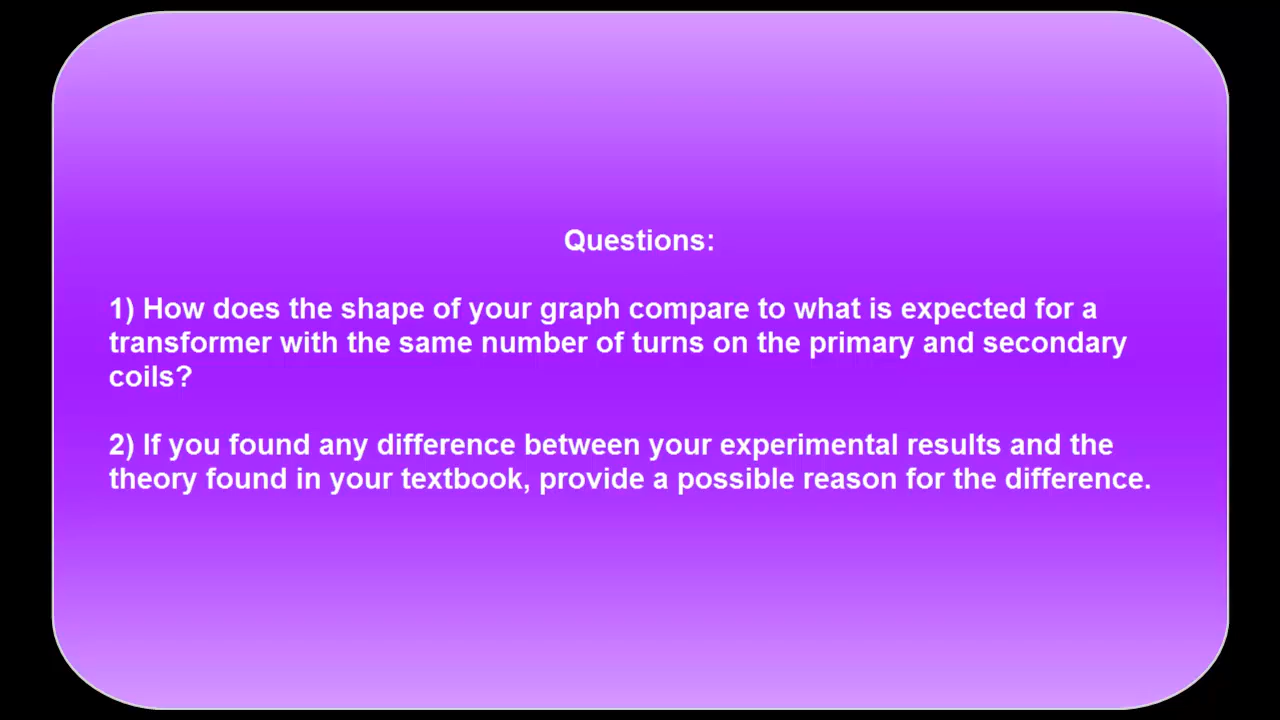 Questions:
1) How does the shape of your graph compare to what is expected for a
transformer with the same number of turns on the primary and secondary
coils?
2) If you found any difference between your experimental results and the
theory found in your textbook, provide a possible reason for the difference.